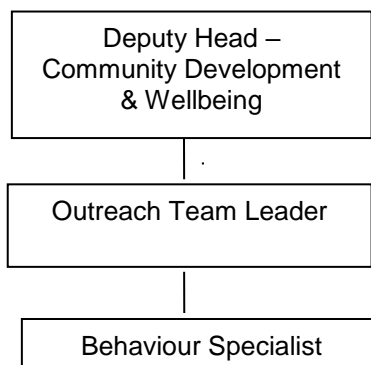 Deputy Head –
Community Development
& Wellbeing
.
Outreach Team Leader
Behaviour Specialist